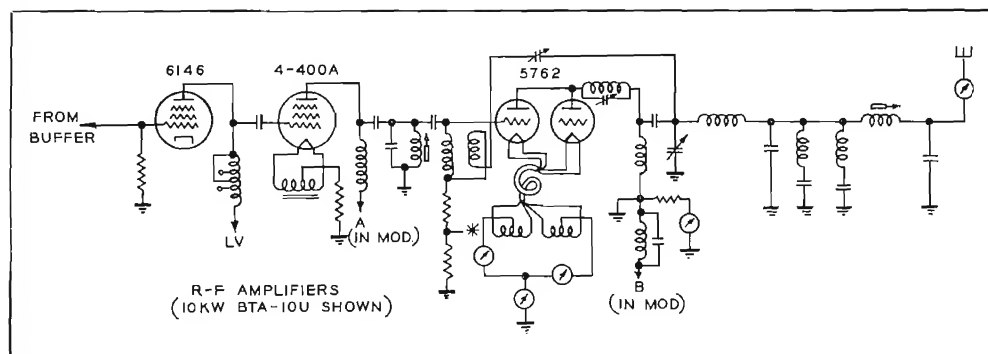 6146
4-400A
5762
FROM
BUFFER
LV
A
(IN MOD)
B
(IN MOD)
R-F AMPLIFIERS
(10KW BTA-10U SHOWN)